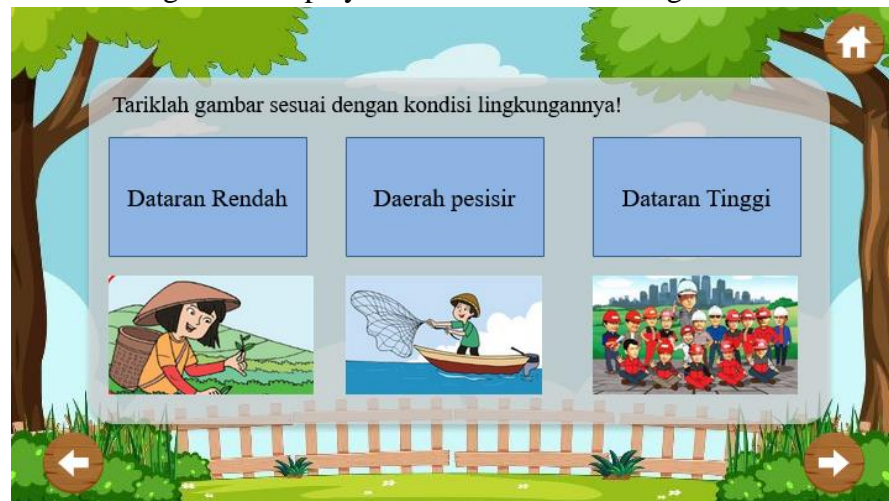 Tariklah gambar sesuai dengan kondisi lingkungannya!
Dataran Rendah
Daerah pesisir
Dataran Tinggi